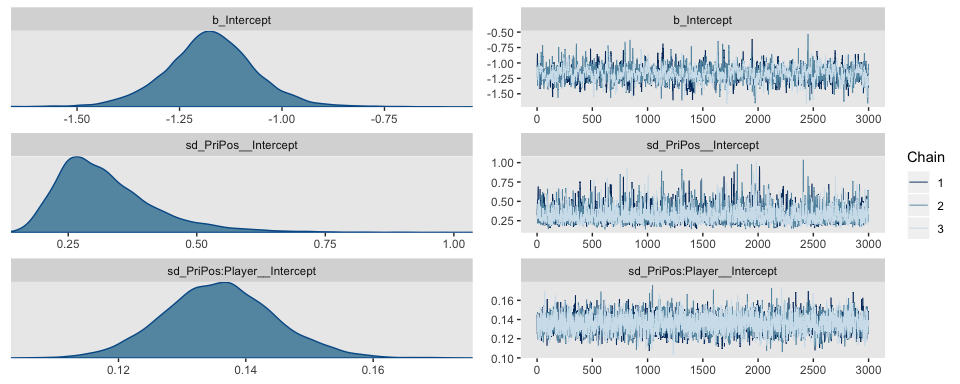 b_Intercept
-1.50 -1.25 -1.00 -0.75
b_Intercept
-0.50
-0.75
-1.00
-1.25
-1.50
0 500 1000 1500 2000 2500 3000
sd_PriPos__Intercept
0.25 0.50 0.75 1.00
sd_PriPos__Intercept
1.00
0.75
0.50
0.25
0 500 1000 1500 2000 2500 3000
sd_PriPos:Player__Intercept
0.12 0.14 0.16
sd_PriPos:Player__Intercept
0.16
0.14
0.12
0.10
0 500 1000 1500 2000 2500 3000
Chain
1
2
3